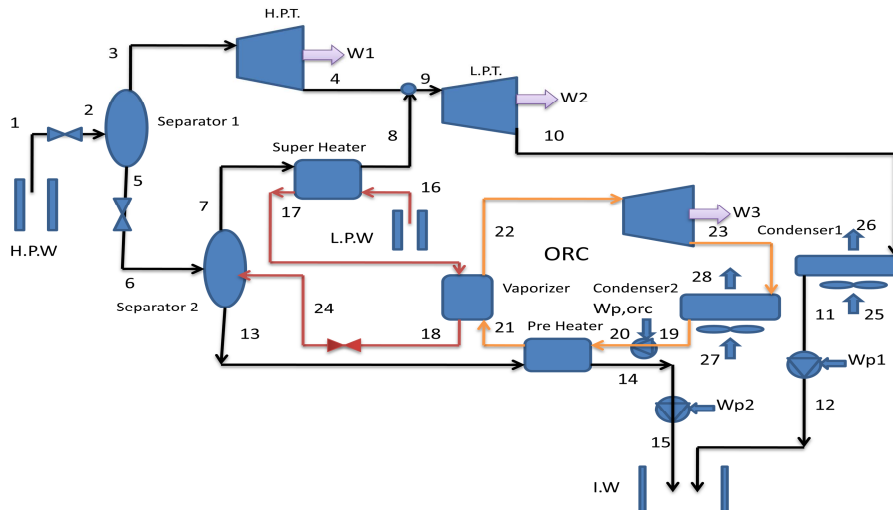 H.P.T.
3
W1
L.P.T.
4
9
1
2
Separator 1
W2
8
10
5
Super Heater
7
17
16
26
H.P.W
L.P.W
22
W3
23
Condenser1
ORC
6
28
Condenser2
Separator 2
Vaporizer
Wp,orc
24
11
25
13
18
21
Pre Heater
20
19
27
14
Wp1
Wp2
12
15
I.W